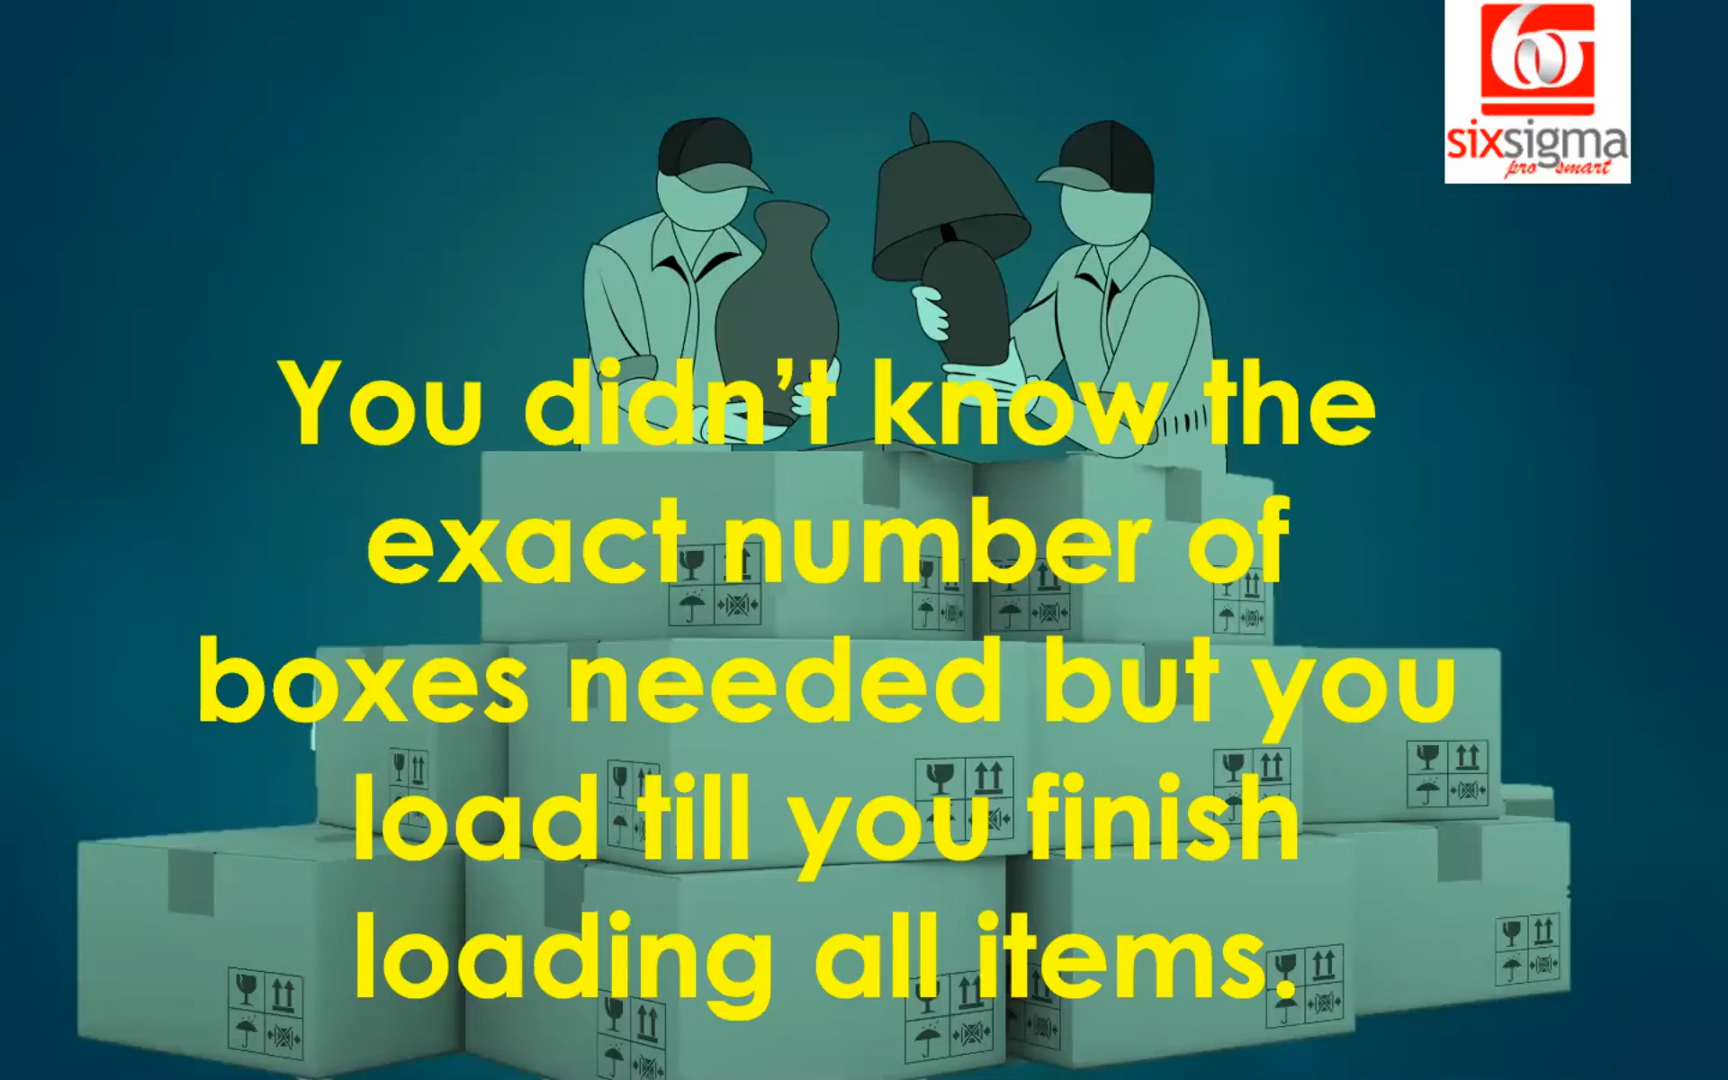 sixsigma
pro smart
You didn't know the
exact number of
boxes needed but you
load till you finish
loading all items.